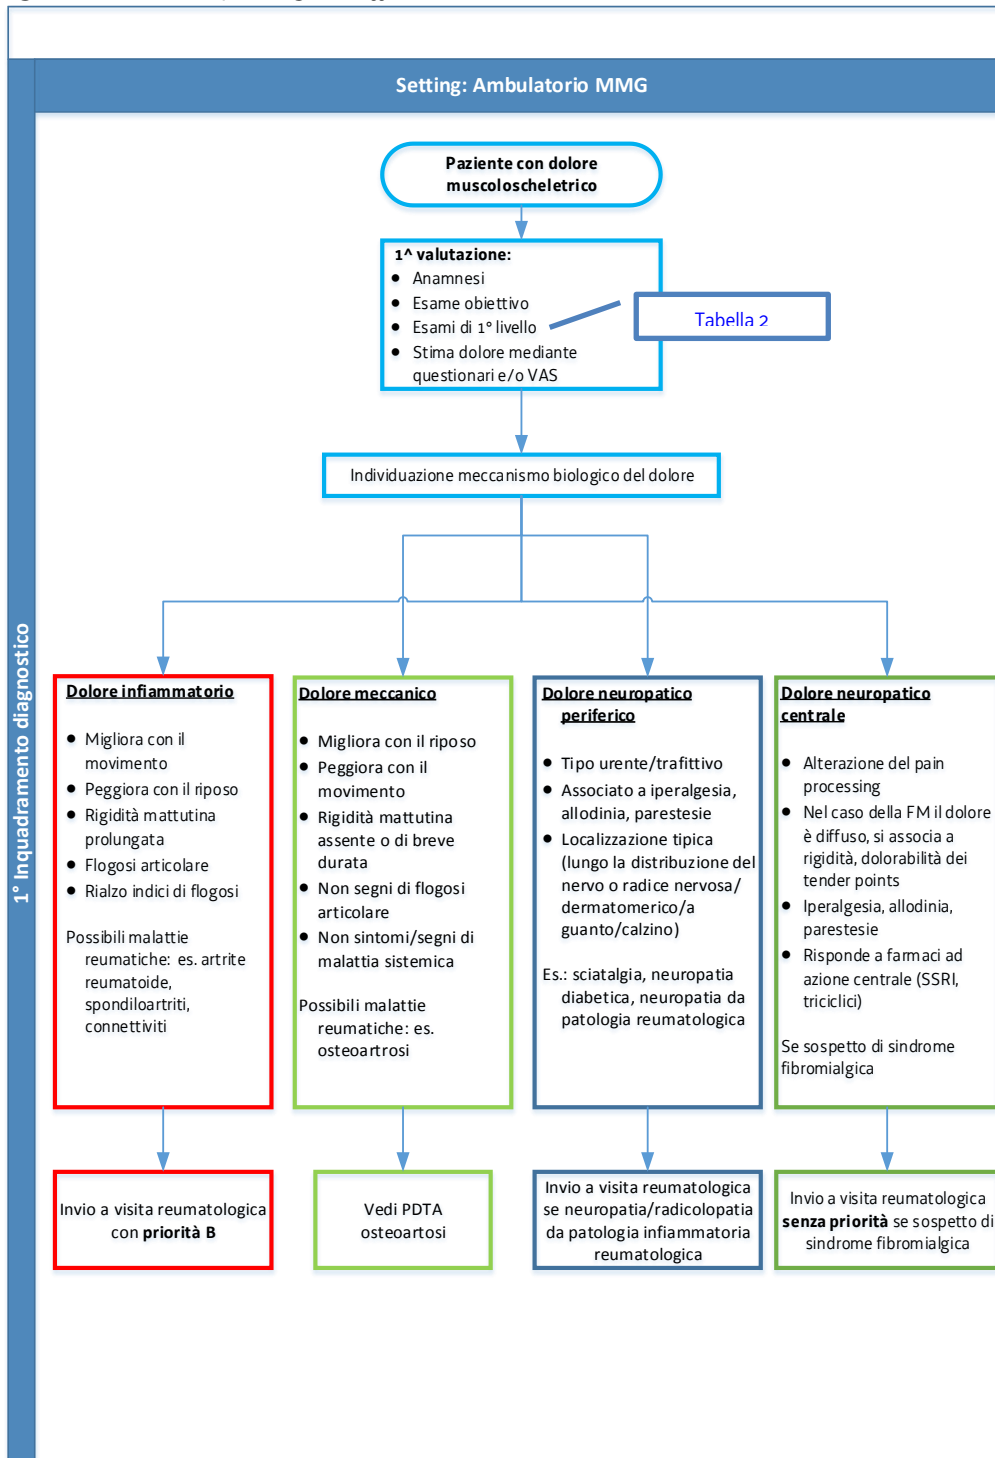 Setting: Ambulatorio MMG
1° Inquadramento diagnostico
Paziente con dolore
muscoloscheletrico
1^ valutazione:
● Anamnesi
● Esame obiettivo
● Esami di 1° livello
● Stima dolore mediante
questionari e/o VAS
Tabella 2
Individuazione meccanismo biologico del dolore
Dolore infiammatorio
● Migliora con il
movimento
● Peggiora con il riposo
● Rigidità mattutina
prolungata
● Flogosi articolare
● Rialzo indici di flogosi
Possibili malattie
reumatiche: es. artrite
reumatoide,
spondiloartriti,
connettiviti
Dolore meccanico
● Migliora con il riposo
● Peggiora con il
movimento
● Rigidità mattutina
assente o di breve
durata
● Non segni di flogosi
articolare
● Non sintomi/segni di
malattia sistemica
Possibili malattie
reumatiche: es.
osteoartrosi
Dolore neuropatico
periferico
● Tipo urente/trafittivo
● Associato a iperalgesia,
allodinia, parestesie
● Localizzazione tipica
(lungo la distribuzione del
nervo o radice nervosa/
dermatomerico/a
guanto/calzino)
Es.: sciatalgia, neuropatia
diabetica, neuropatia da
patologia reumatologica
Dolore neuropatico
centrale
● Alterazione del pain
processing
● Nel caso della FM il dolore
è diffuso, si associa a
rigidità, dolorabilità dei
tender points
● Iperalgesia, allodinia,
parestesie
● Risponde a farmaci ad
azione centrale (SSRI,
triciclici)
Se sospetto di sindrome
fibromialgica
Invio a visita reumatologica
con priorità B
Vedi PDTA
osteoartosi
Invio a visita reumatologica
se neuropatia/radicolopatia
da patologia infiammatoria
reumatologica
Invio a visita reumatologica
senza priorità se sospetto di
sindrome fibromialgica